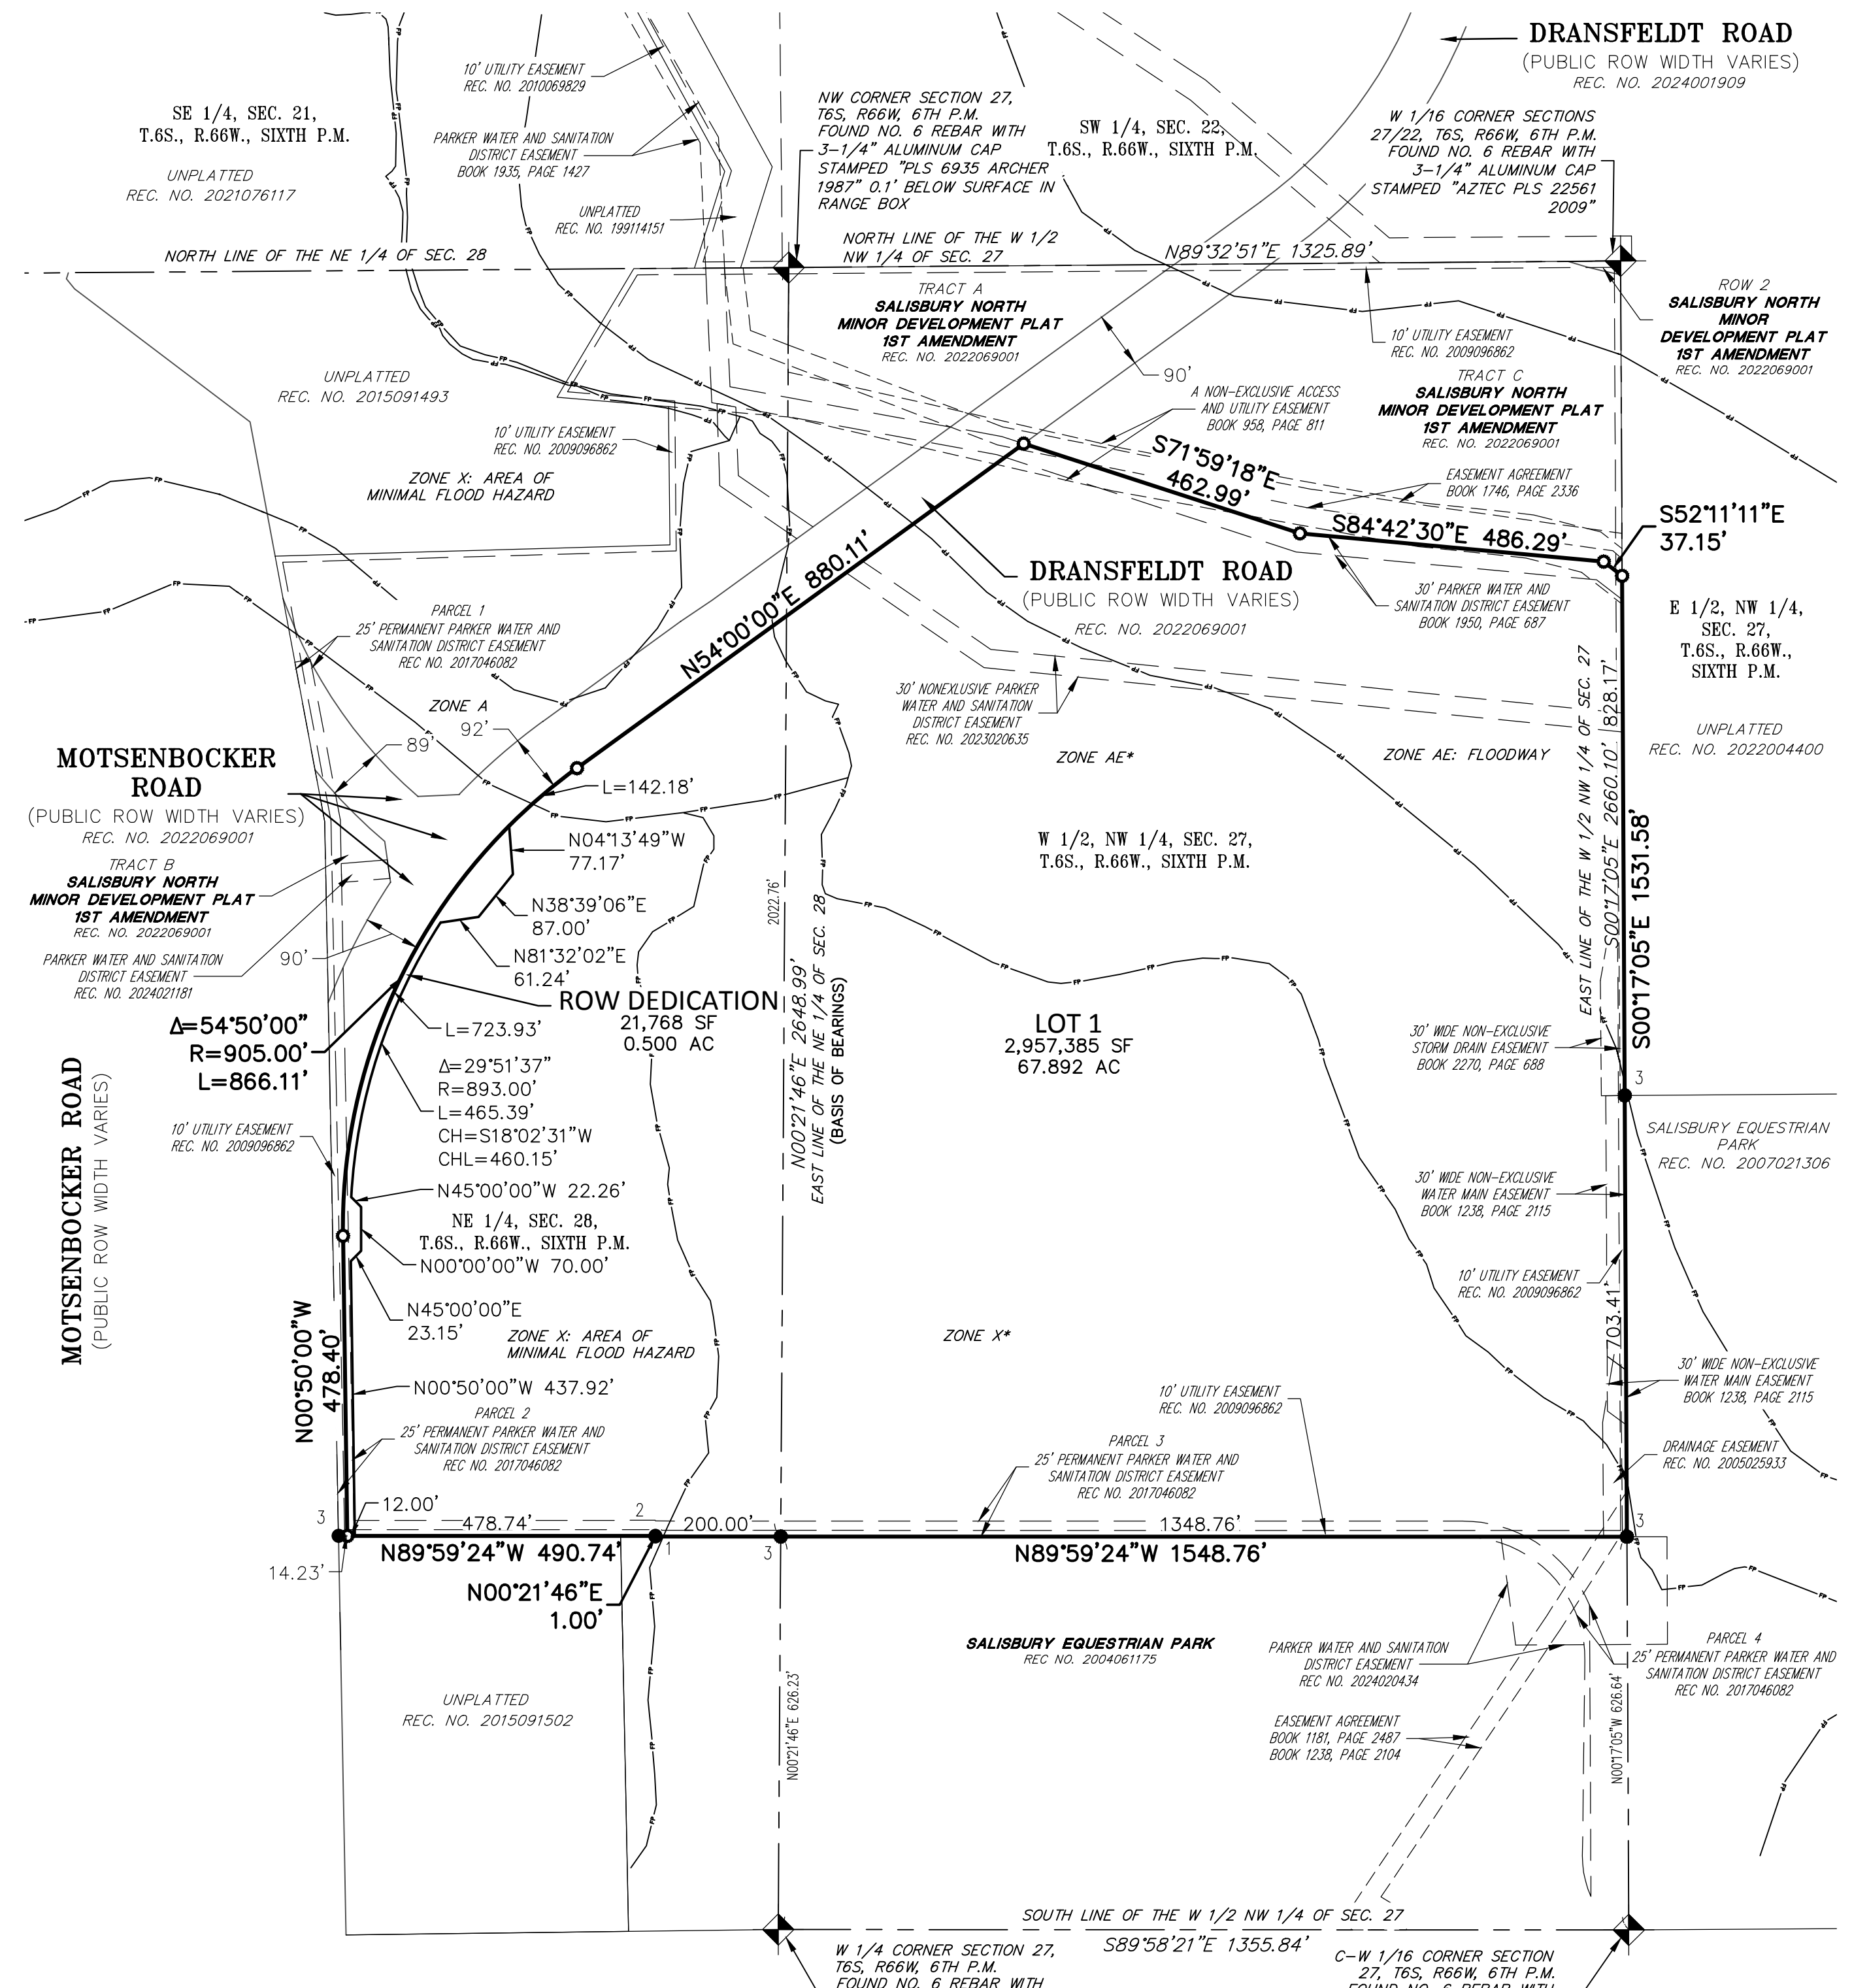 DRANSFELDT ROAD
(PUBLIC ROW WIDTH VARIES)
REC. NO. 2024001909
10' UTILITY EASEMENT
REC. NO. 2010069829
SE 1/4, SEC. 21,
T.6S., R.66W., SIXTH P.M.
UNPLATTED
REC. NO. 2021076117
PARKER WATER AND SANITATION
DISTRICT EASEMENT
BOOK 1935, PAGE 1427
UNPLATTED
REC. NO. 199114151
NW CORNER SECTION 27,
T6S, R66W, 6TH P.M.
FOUND NO. 6 REBAR WITH
3-1/4" ALUMINUM CAP
STAMPED "PLS 6935 ARCHER
1987" 0.1' BELOW SURFACE IN
RANGE BOX
SW 1/4, SEC. 22,
T.6S., R.66W., SIXTH P.M.
W 1/16 CORNER SECTIONS
27/22, T6S, R66W, 6TH P.M.
FOUND NO. 6 REBAR WITH
3-1/4" ALUMINUM CAP
STAMPED "AZTEC PLS 22561
2009"
NORTH LINE OF THE NE 1/4 OF SEC. 28
NORTH LINE OF THE W 1/2
NW 1/4 OF SEC. 27
N89°32'51"E 1325.89'
TRACT A
SALISBURY NORTH
MINOR DEVELOPMENT PLAT
1ST AMENDMENT
REC. NO. 2022069001
10' UTILITY EASEMENT
REC. NO. 2009096862
ROW 2
SALISBURY NORTH
MINOR
DEVELOPMENT PLAT
1ST AMENDMENT
REC. NO. 2022069001
TRACT C
SALISBURY NORTH
MINOR DEVELOPMENT PLAT
1ST AMENDMENT
REC. NO. 2022069001
90'
A NON-EXCLUSIVE ACCESS
AND UTILITY EASEMENT
BOOK 958, PAGE 811
UNPLATTED
REC. NO. 2015091493
10' UTILITY EASEMENT
REC. NO. 2009096862
ZONE X: AREA OF
MINIMAL FLOOD HAZARD
S71°59'18"E
462.99'
EASEMENT AGREEMENT
BOOK 1746, PAGE 2336
S84°42'30"E 486.29'
S52°11'11"E
37.15'
DRANSFELDT ROAD
(PUBLIC ROW WIDTH VARIES)
REC. NO. 2022069001
30' PARKER WATER AND
SANITATION DISTRICT EASEMENT
BOOK 1950, PAGE 687
E 1/2, NW 1/4,
SEC. 27,
T.6S., R.66W.,
SIXTH P.M.
UNPLATTED
REC. NO. 2022004400
N54°00'00"E 880.11'
PARCEL 1
25' PERMANENT PARKER WATER AND
SANITATION DISTRICT EASEMENT
REC NO. 2017046082
ZONE A
92'
89'
30' NONEXLUSIVE PARKER
WATER AND SANITATION
DISTRICT EASEMENT
REC. NO. 2023020635
ZONE AE*
ZONE AE: FLOODWAY
EAST LINE OF THE W 1/2 NW 1/4 OF SEC. 27
S00°17'05"E 2660.10'
828.17'
S00°17'05"E 1531.58'
MOTSENBOCKER
ROAD
(PUBLIC ROW WIDTH VARIES)
REC. NO. 2022069001
TRACT B
SALISBURY NORTH
MINOR DEVELOPMENT PLAT
1ST AMENDMENT
REC. NO. 2022069001
PARKER WATER AND SANITATION
DISTRICT EASEMENT
REC. NO. 2024021181
90'
L=142.18'
N04°13'49"W
77.17'
N38°39'06"E
87.00'
N81°32'02"E
61.24'
W 1/2, NW 1/4, SEC. 27,
T.6S., R.66W., SIXTH P.M.
2022.76'
N00°21'46"E 2648.99'
EAST LINE OF THE NE 1/4 OF SEC. 28
(BASIS OF BEARINGS)
ROW DEDICATION
21,768 SF
0.500 AC
LOT 1
2,957,385 SF
67.892 AC
Δ=54°50'00"
R=905.00'
L=866.11'
L=723.93'
Δ=29°51'37"
R=893.00'
L=465.39'
CH=S18°02'31"W
CHL=460.15'
30' WIDE NON-EXCLUSIVE
STORM DRAIN EASEMENT
BOOK 2270, PAGE 688
3
SALISBURY EQUESTRIAN
PARK
REC. NO. 2007021306
MOTSENBOCKER ROAD
(PUBLIC ROW WIDTH VARIES)
10' UTILITY EASEMENT
REC. NO. 2009096862
N45°00'00"W 22.26'
NE 1/4, SEC. 28,
T.6S., R.66W., SIXTH P.M.
N00°00'00"W 70.00'
N45°00'00"E
23.15'
30' WIDE NON-EXCLUSIVE
WATER MAIN EASEMENT
BOOK 1238, PAGE 2115
10' UTILITY EASEMENT
REC. NO. 2009096862
703.41'
ZONE X: AREA OF
MINIMAL FLOOD HAZARD
ZONE X*
N00°50'00"W
478.40'
N00°50'00"W 437.92'
PARCEL 2
25' PERMANENT PARKER WATER AND
SANITATION DISTRICT EASEMENT
REC NO. 2017046082
10' UTILITY EASEMENT
REC. NO. 2009096862
30' WIDE NON-EXCLUSIVE
WATER MAIN EASEMENT
BOOK 1238, PAGE 2115
PARCEL 3
25' PERMANENT PARKER WATER AND
SANITATION DISTRICT EASEMENT
REC NO. 2017046082
DRAINAGE EASEMENT
REC. NO. 2005025933
3
12.00'
478.74'
2
200.00'
1348.76'
3
N89°59'24"W 490.74'
1
3
N89°59'24"W 1548.76'
14.23'
N00°21'46"E
1.00'
SALISBURY EQUESTRIAN PARK
REC NO. 2004061175
PARKER WATER AND SANITATION
DISTRICT EASEMENT
REC NO. 2024020434
PARCEL 4
25' PERMANENT PARKER WATER AND
SANITATION DISTRICT EASEMENT
REC NO. 2017046082
N00°21'46"E 626.23'
N00°17'05"W 626.64'
UNPLATTED
REC. NO. 2015091502
EASEMENT AGREEMENT
BOOK 1181, PAGE 2487
BOOK 1238, PAGE 2104
SOUTH LINE OF THE W 1/2 NW 1/4 OF SEC. 27
S89°58'21"E 1355.84'
W 1/4 CORNER SECTION 27,
T6S, R66W, 6TH P.M.
FOUND NO. 6 REBAR WITH
C-W 1/16 CORNER SECTION
27, T6S, R66W, 6TH P.M.
FOUND NO. 6 REBAR WITH